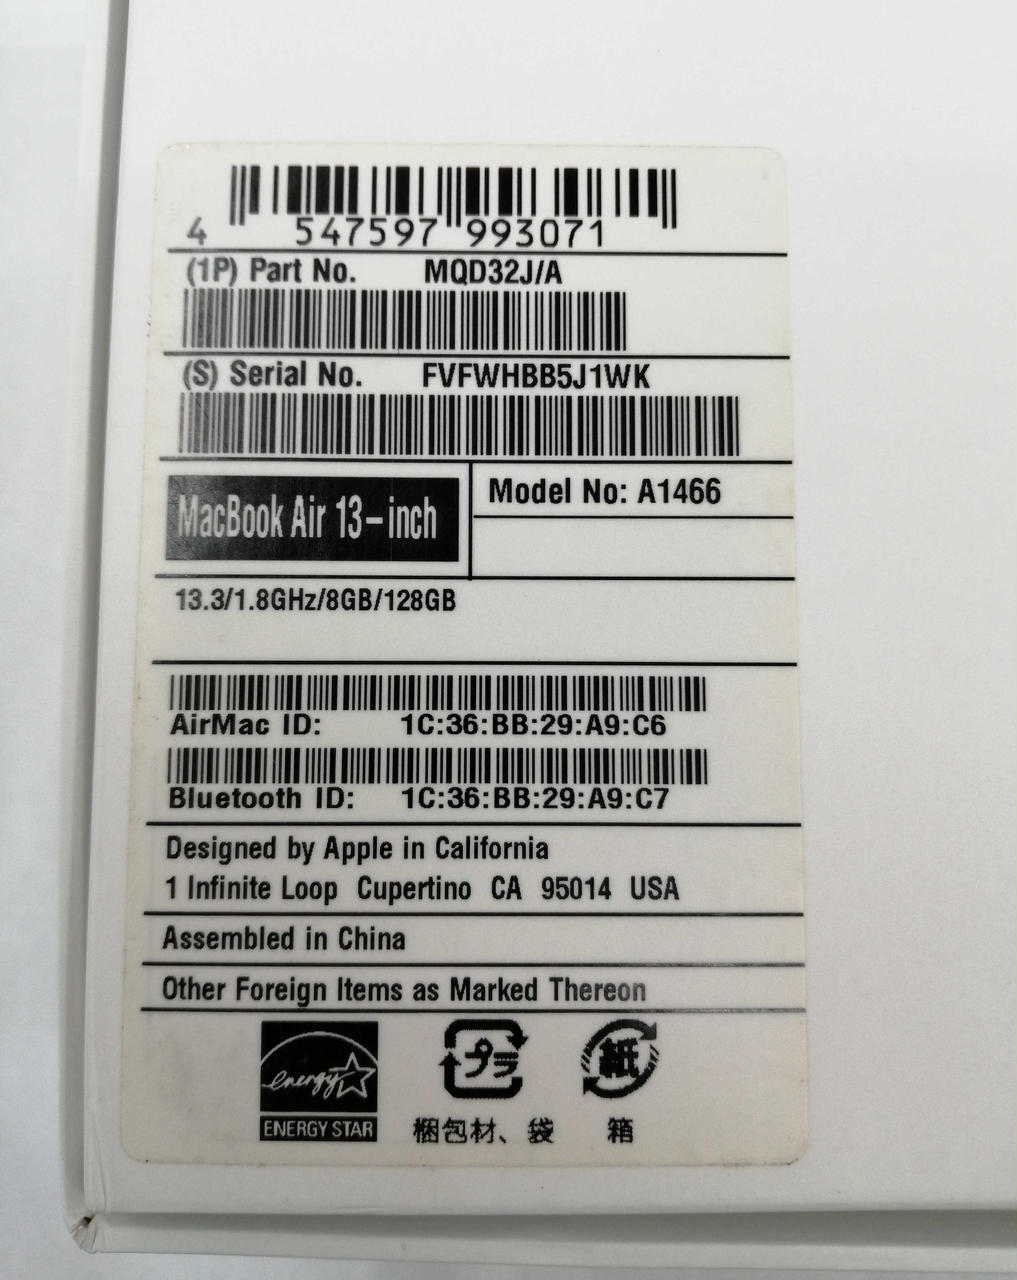 4 547597 993071
(1P) Part No. MQD32J/A
(S) Serial No. FVFWHBB5J1WK
MacBook Air 13-inch
Model No: A1466
13.3/1.8GHz/8GB/128GB
AirMac ID: 1C:36:BB:29:A9:C6
Bluetooth ID: 1C:36:BB:29:A9:C7
Designed by Apple in California
1 Infinite Loop Cupertino CA 95014 USA
Assembled in China
Other Foreign Items as Marked Thereon
energy
プラ
紙
ENERGY STAR
梱包材、袋
箱